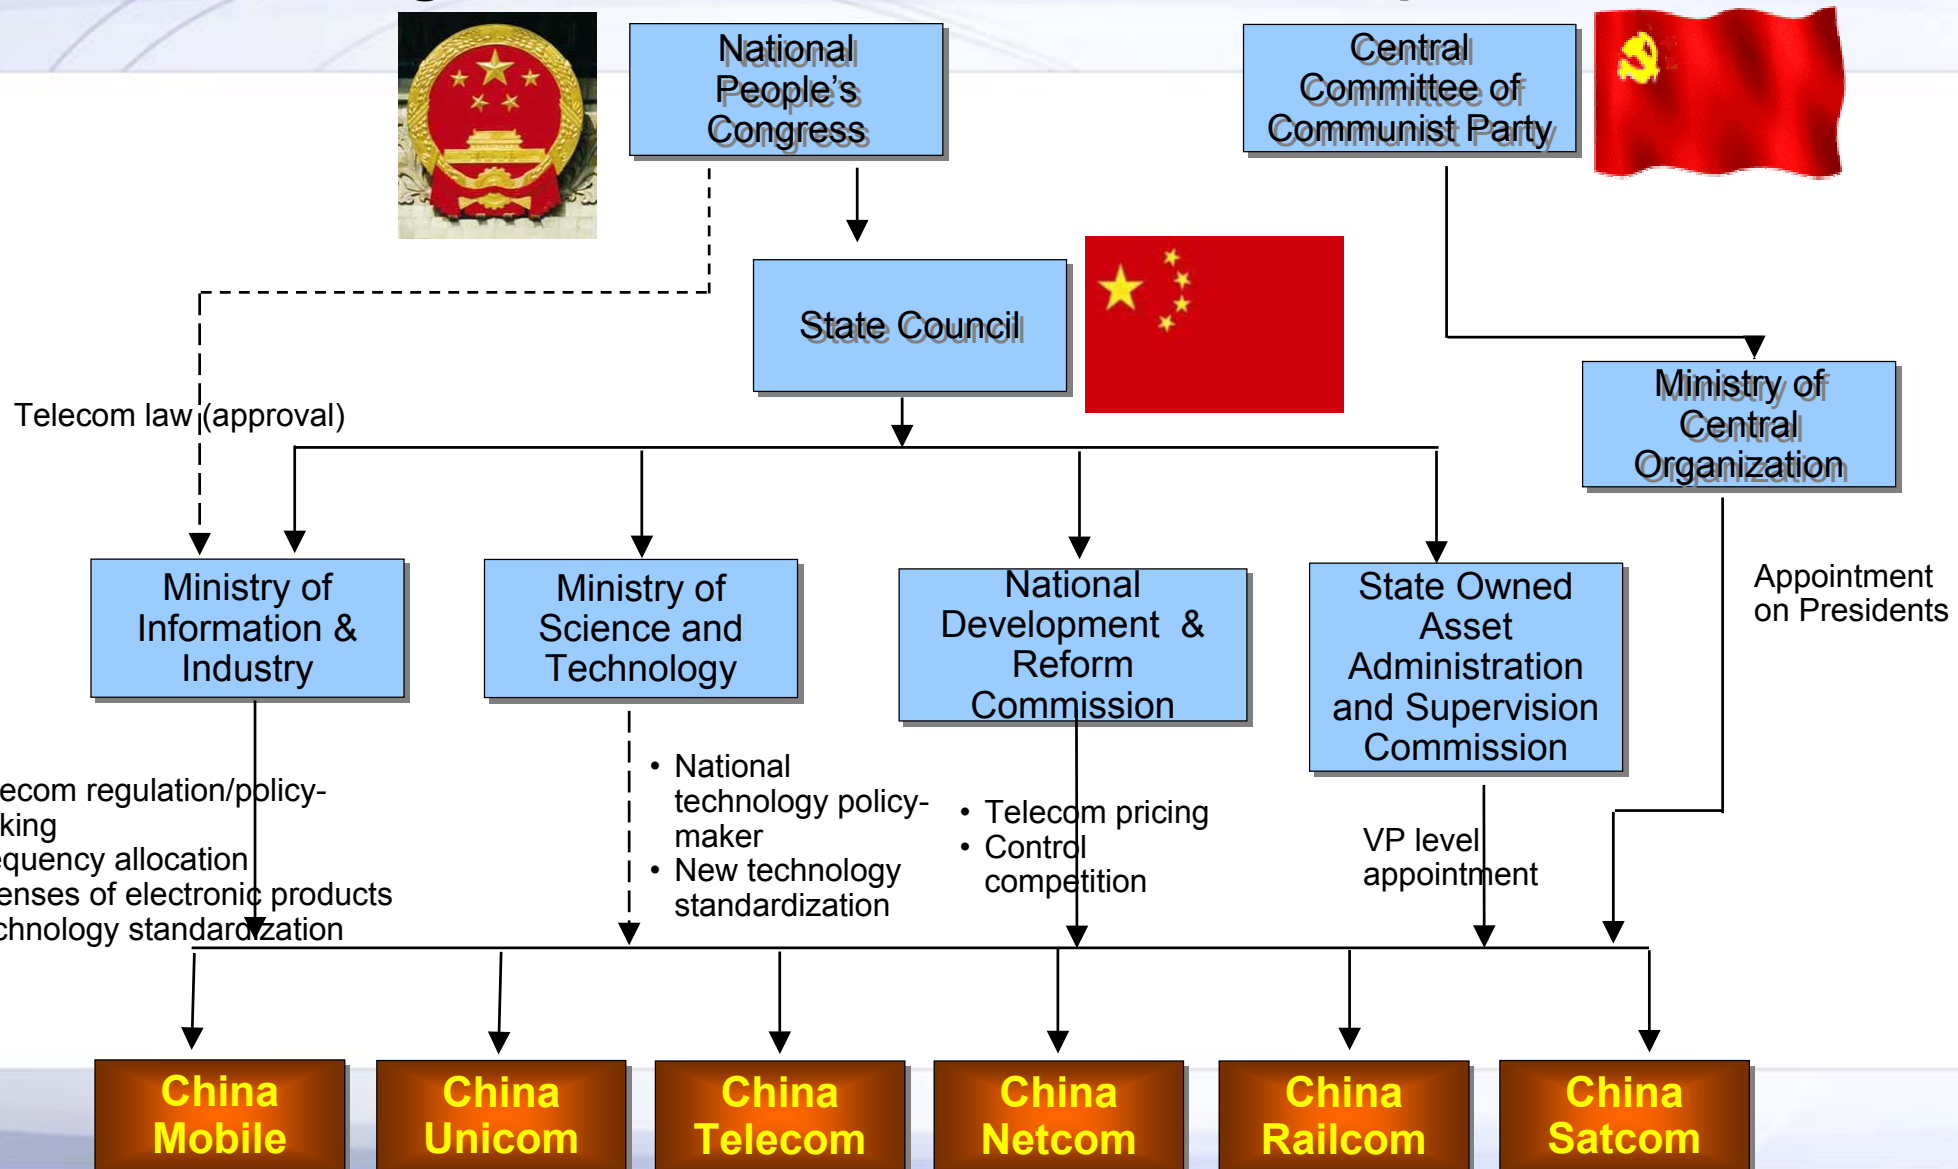 National
People’s
Congress
Central
Committee of
Communist Party
State Council
Ministry of
Central
Organization
Telecom law (approval)
Ministry of
Information &
Industry
Ministry of
Science and
Technology
National
Development &
Reform
Commission
State Owned
Asset
Administration
and Supervision
Commission
Appointment
on Presidents
ecom regulation/policy-
king
equency allocation
enses of electronic products
chnology standardization
• National
technology policy-
maker
• New technology
standardization
• Telecom pricing
• Control
competition
VP level
appointment
China
Mobile
China
Unicom
China
Telecom
China
Netcom
China
Railcom
China
Satcom